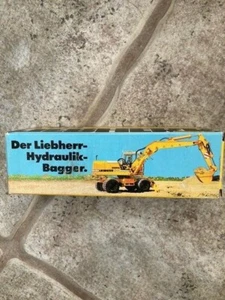 Der Liebherr-
Hydraulik-
Bagger.